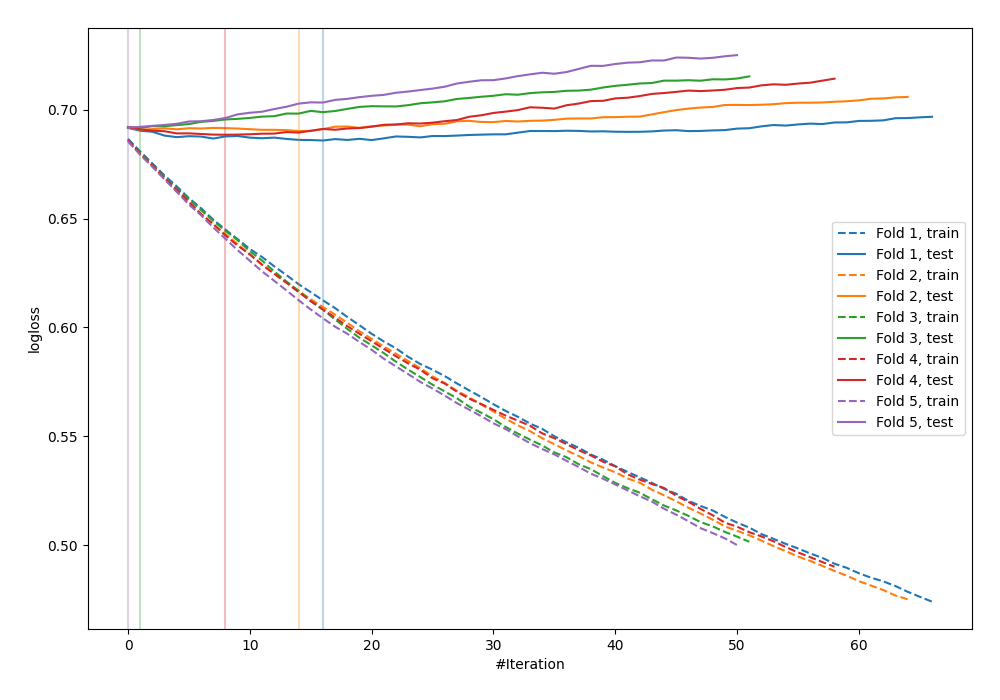 0.70
0.65
0.60
0.55
0.50
logloss
0
10
20
30
40
50
60
#Iteration
Fold 1, train
Fold 1, test
Fold 2, train
Fold 2, test
Fold 3, train
Fold 3, test
Fold 4, train
Fold 4, test
Fold 5, train
Fold 5, test